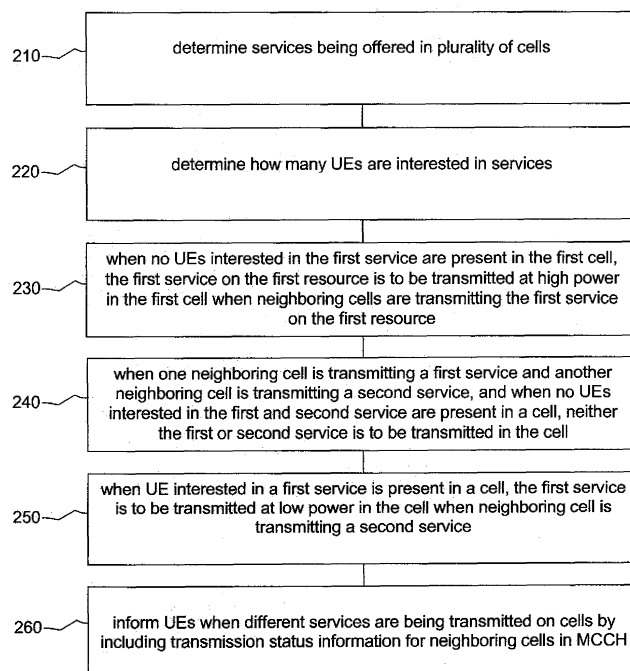 210
determine services being offered in plurality of cells
220
determine how many UEs are interested in services
230
when no UEs interested in the first service are present in the first cell,
the first service on the first resource is to be transmitted at high power
in the first cell when neighboring cells are transmitting the first service
on the first resource
240
when one neighboring cell is transmitting a first service and another
neighboring cell is transmitting a second service, and when no UEs
interested in the first and second service are present in a cell, neither
the first or second service is to be transmitted in the cell
250
when UE interested in a first service is present in a cell, the first service
is to be transmitted at low power in the cell when neighboring cell is
transmitting a second service
260
inform UEs when different services are being transmitted on cells by
including transmission status information for neighboring cells in MCCH